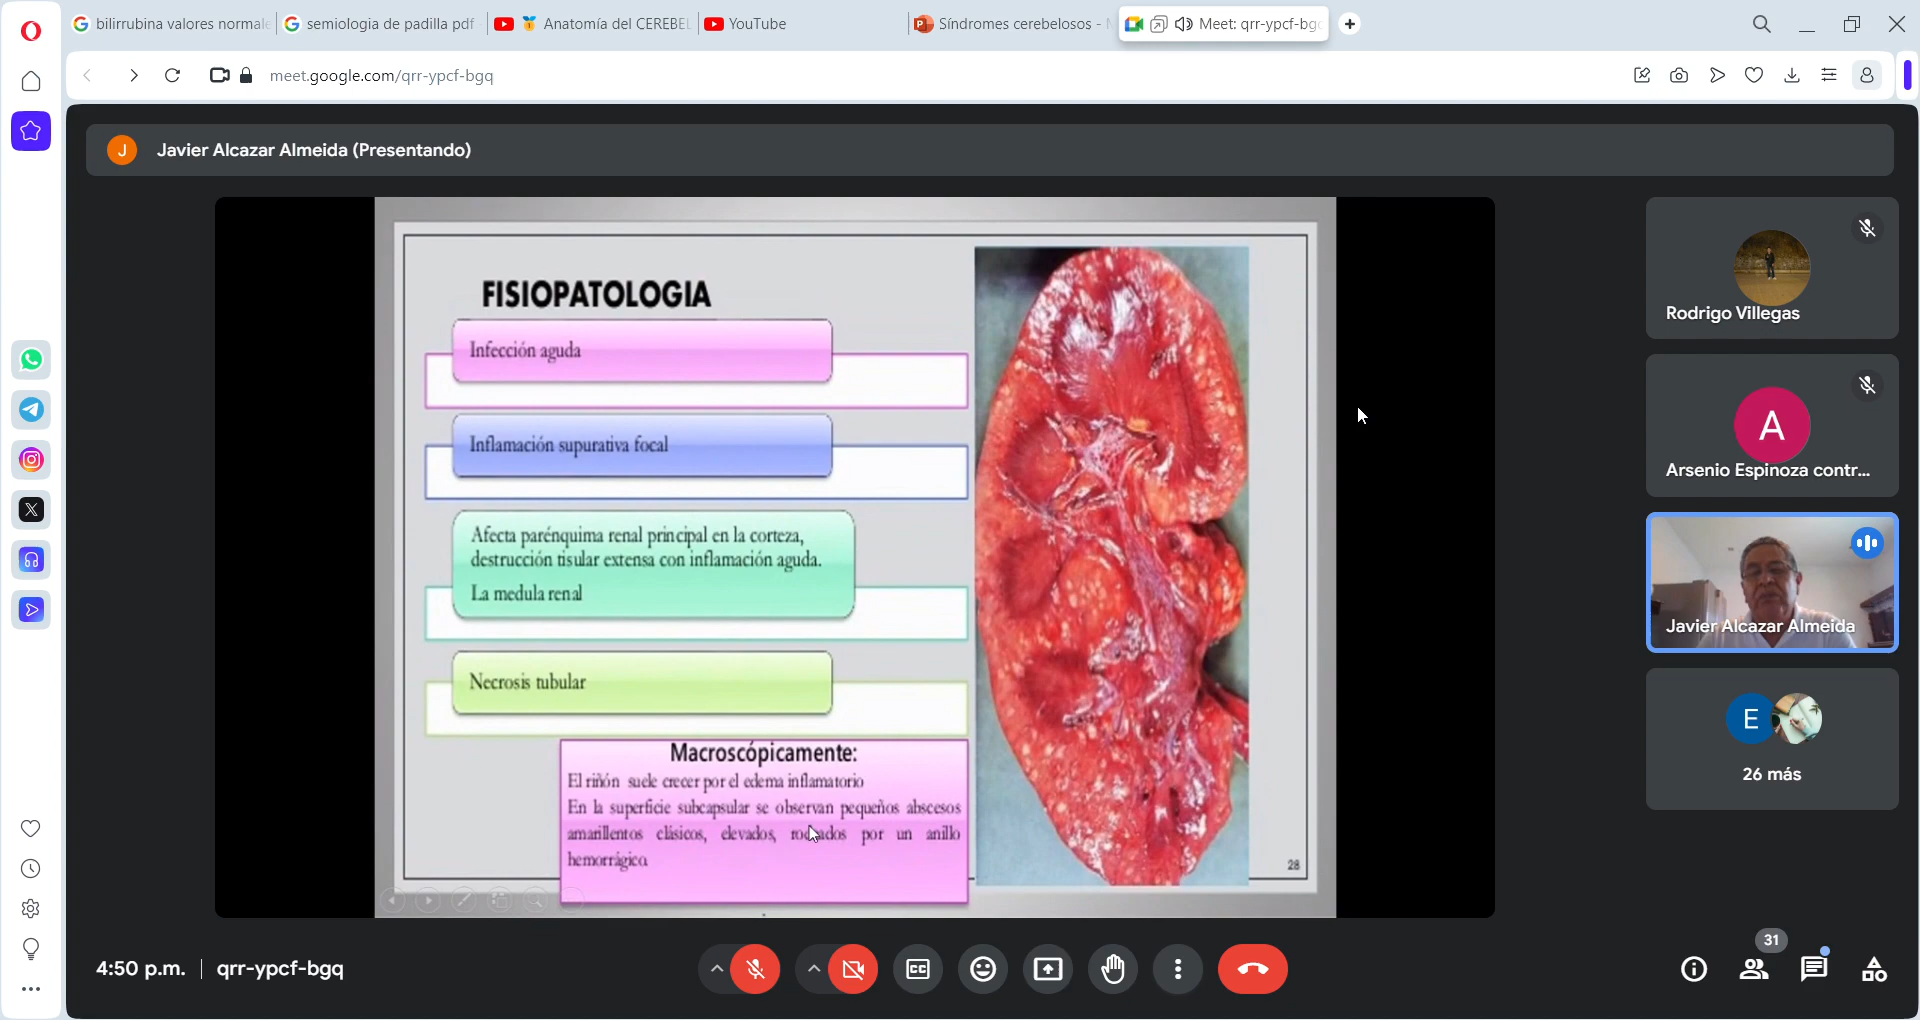 bilirrubina valores normale
semiologia de padilla pdf
Anatomía del CEREBEL
YouTube
Síndromes cerebelosos -
Meet: qrr-ypcf-bgc
meet.google.com/qrr-ypcf-bgq
J
Javier Alcazar Almeida (Presentando)
FISIOPATOLOGIA
Infección aguda
Inflamación supurativa focal
Afecta parénquima renal principal en la corteza,
destrucción tisular extensa con inflamación aguda.
La medula renal
Necrosis tubular
Macroscópicamente:
El riñón suele crecer por el edema inflamatorio
En la superficie subcapsular se observan pequeños abscesos
amarillentos clásicos, elevados, rodeados por un anillo
hemorrágico.
28
Rodrigo Villegas
A
Arsenio Espinoza contr...
Javier Alcazar Almeida
E
26 más
4:50 p.m.
qrr-ypcf-bgq
CC
31